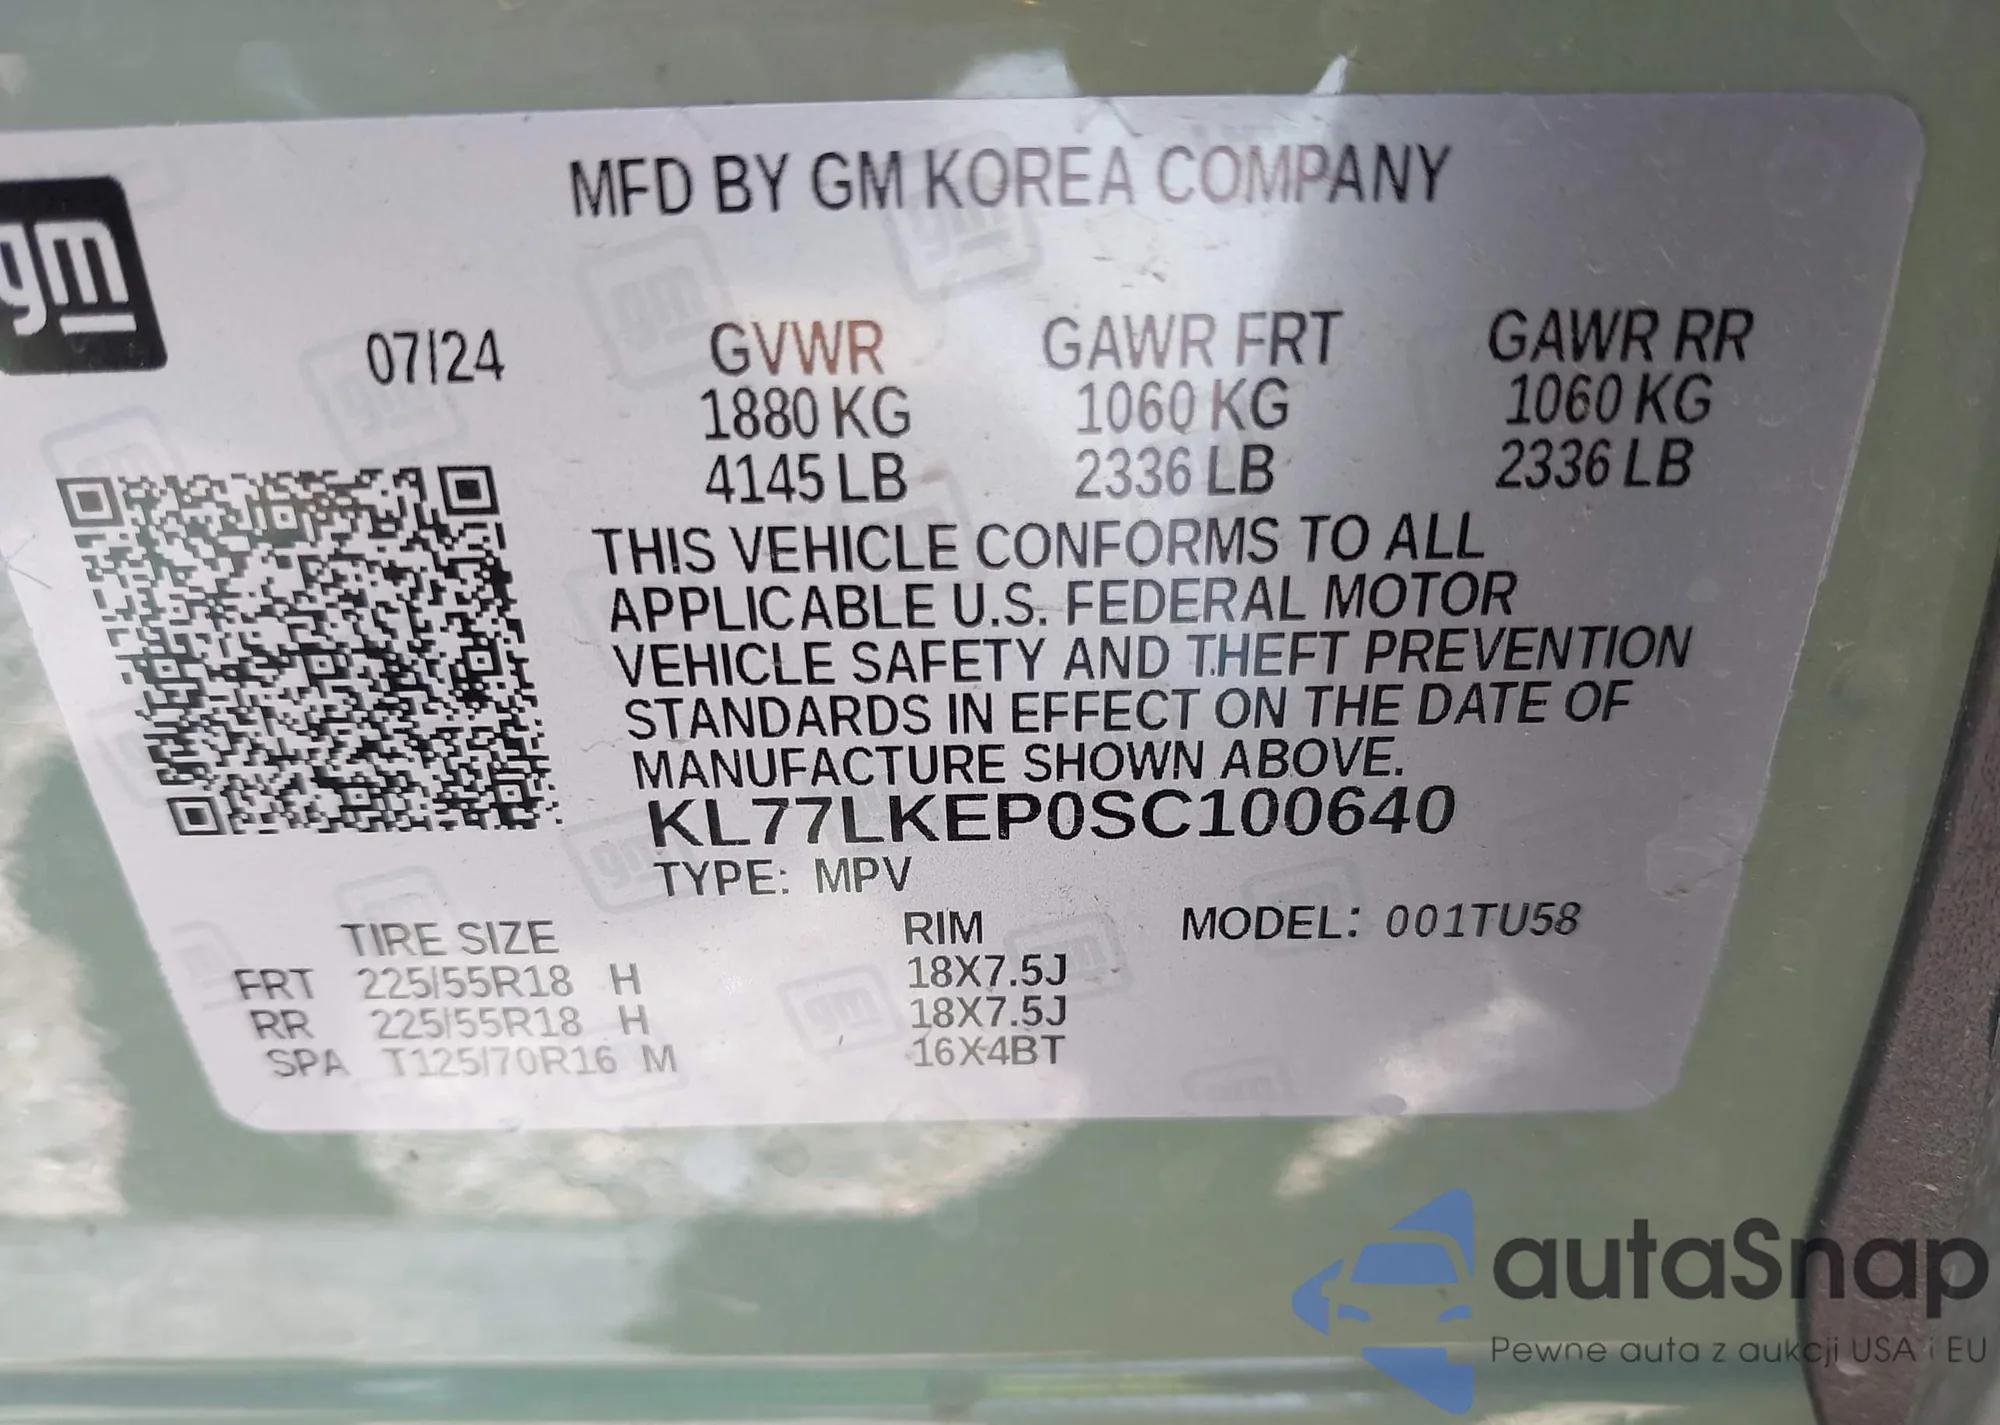 MFD BY GM KOREA COMPANY
gm
07/24 GVWR GAWR FRT GAWR RR
1880 KG 1060 KG 1060 KG
4145 LB 2336 LB 2336 LB
THIS VEHICLE CONFORMS TO ALL
APPLICABLE U.S. FEDERAL MOTOR
VEHICLE SAFETY AND THEFT PREVENTION
STANDARDS IN EFFECT ON THE DATE OF
MANUFACTURE SHOWN ABOVE.
KL77LKEP0SC100640
TYPE: MPV
TIRE SIZE RIM MODEL: 001TU58
FRT 225/55R18 H 18X7.5J
RR 225/55R18 H 18X7.5J
SPA T125/70R16 M 16X4BT
autaSnap
Pewne auta z aukcji USA i EU